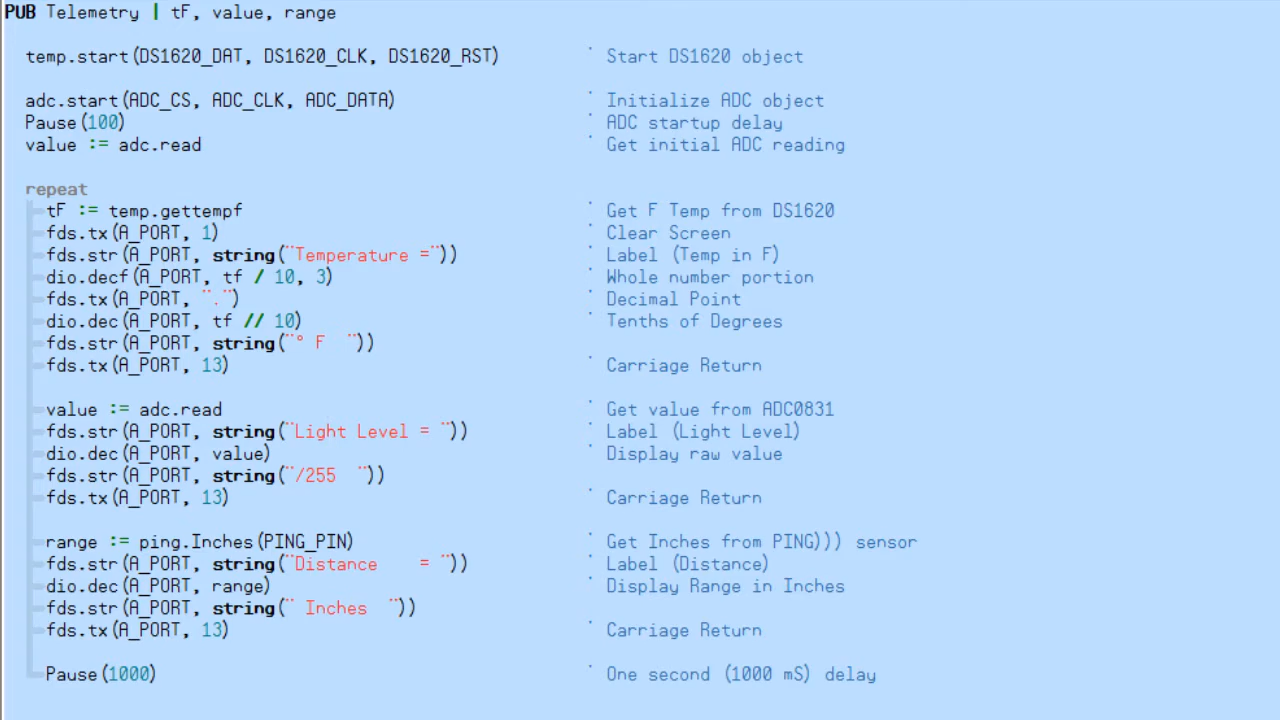 PUB Telemetry | tF, value, range
temp.start(DS1620_DAT, DS1620_CLK, DS1620_RST) ' Start DS1620 object
adc.start(ADC_CS, ADC_CLK, ADC_DATA) ' Initialize ADC object
Pause(100) ' ADC startup delay
value := adc.read ' Get initial ADC reading
repeat
tF := temp.gettempf ' Get F Temp from DS1620
fds.tx(A_PORT, 1) ' Clear Screen
fds.str(A_PORT, string("Temperature =")) ' Label (Temp in F)
dio.decf(A_PORT, tf / 10, 3) ' Whole number portion
fds.tx(A_PORT, ".") ' Decimal Point
dio.dec(A_PORT, tf // 10) ' Tenths of Degrees
fds.str(A_PORT, string("° F  "))
fds.tx(A_PORT, 13) ' Carriage Return
value := adc.read ' Get value from ADC0831
fds.str(A_PORT, string("Light Level = ")) ' Label (Light Level)
dio.dec(A_PORT, value) ' Display raw value
fds.str(A_PORT, string("/255  "))
fds.tx(A_PORT, 13) ' Carriage Return
range := ping.Inches(PING_PIN) ' Get Inches from PING))) sensor
fds.str(A_PORT, string("Distance    = ")) ' Label (Distance)
dio.dec(A_PORT, range) ' Display Range in Inches
fds.str(A_PORT, string(" Inches  "))
fds.tx(A_PORT, 13) ' Carriage Return
Pause(1000) ' One second (1000 mS) delay